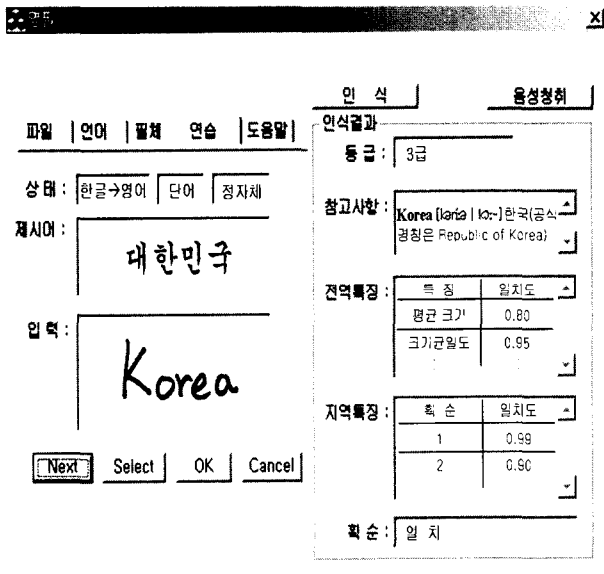 인 식 음성청취
파일 언어 필체 연습 도움말
상태 : 한글→영어 단어 정자체
제시어 :
대한민국
입력 :
Korea
Next Select OK Cancel
인식결과
등급 : 3급
참고사항 : Korea 한국(공식
명칭은 Republic of Korea)
전역특징 : 특 징 일치도
평균 크기 0.80
크기균일도 0.95
지역특징 : 획 순 일치도
1 0.99
2 0.90
획 순 : 일 치